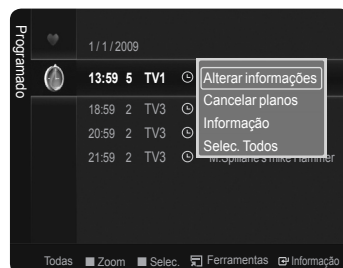 Programado
1 / 1 / 2009
13:59 5 TV1
18:59 2 TV3
20:59 2 TV3
21:59 2 TV3 M.Spillane's mike Hammer
Alterar informações
Cancelar planos
Informação
Selec. Todos
Todas Zoom Selec. Ferramentas Informação